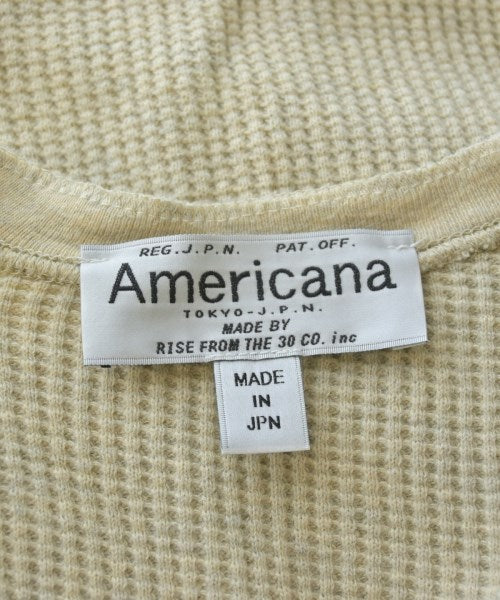 REG.J.P.N. PAT.OFF.
Americana
TOKYO-J.P.N.
MADE BY
RISE FROM THE 30 CO. inc
MADE
IN
JPN